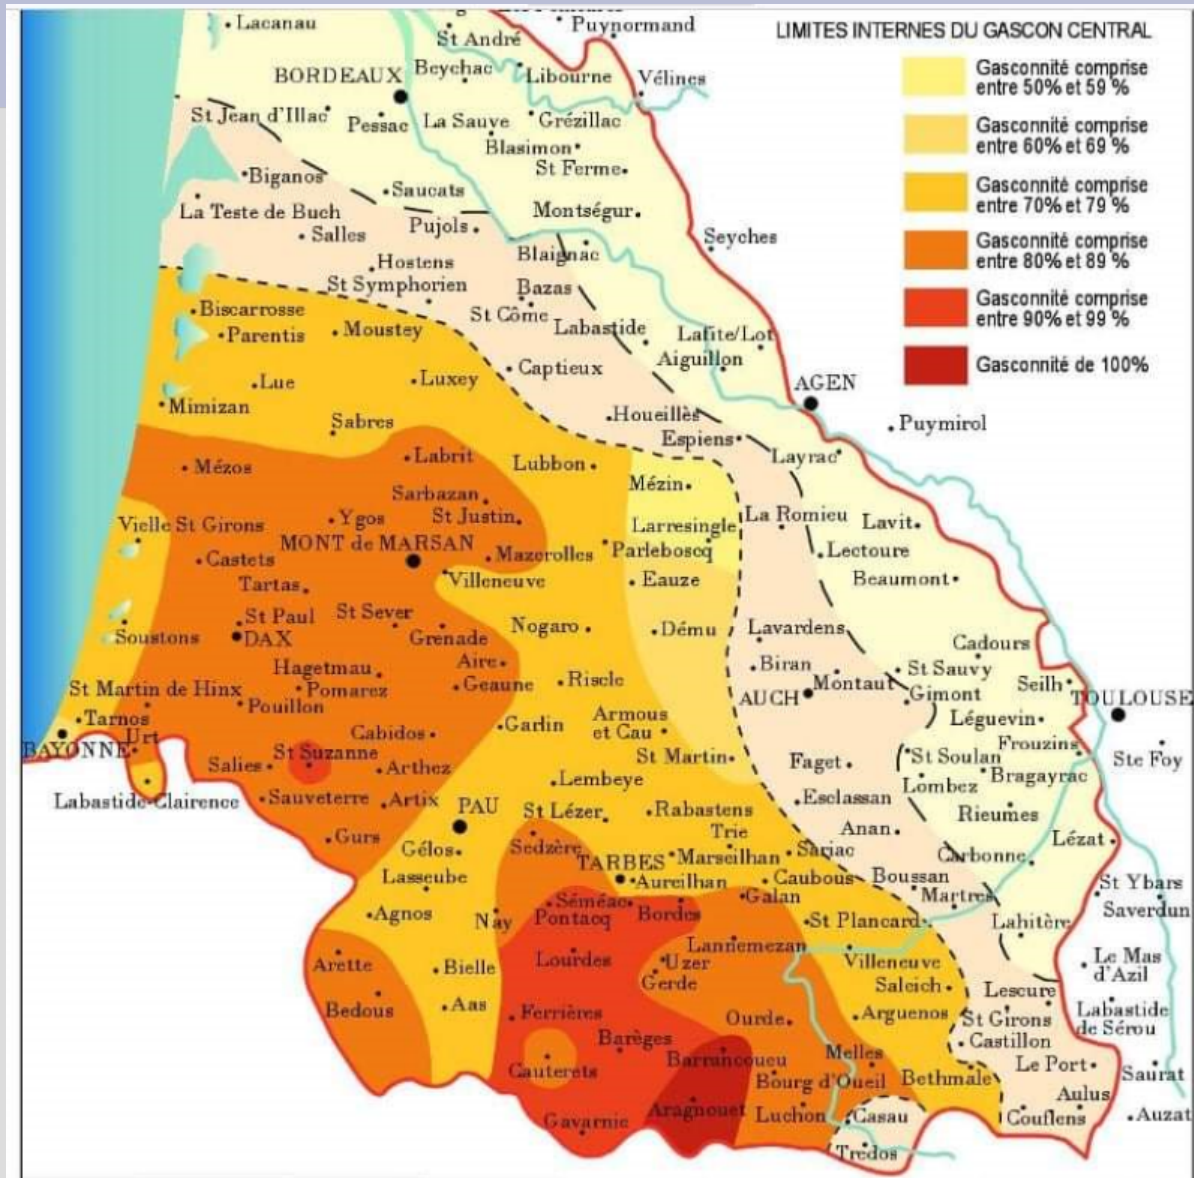 LIMITES INTERNES DU GASCON CENTRAL
Gasconnité comprise
entre 50% et 59 %
Gasconnité comprise
entre 60% et 69 %
Gasconnité comprise
entre 70% et 79 %
Gasconnité comprise
entre 80% et 89 %
Gasconnité comprise
entre 90% et 99 %
Gasconnité de 100%
Lacanau
St André
Puynormand
BORDEAUX
Beychac
Libourne
Vélines
St Jean d'Illac
Pessac
La Sauve
Grézillac
Blasimon
St Ferme
Biganos
Saucats
La Teste de Buch
Salles
Pujols
Montségur
Seyches
Blaignac
Hostens
St Symphorien
Bazas
St Côme
Biscarrosse
Parentis
Moustey
Labastide
Lafite/Lot
Aiguillon
Captieux
AGEN
Lue
Luxey
Mimizan
Sabres
Houeillès
Espiens
Puymirol
Layrac
Mézos
Labrit
Lubbon
Mézin
Sarbazan
St Justin
Vielle St Girons
Ygos
Larresingle
La Romieu
Lavit
MONT de MARSAN
Mazerolles
Parleboscq
Lectoure
Castets
Tartas
Villeneuve
Eauze
Beaumont
St Paul
St Sever
Soustons
DAX
Grenade
Nogaro
Dému
Lavardens
Cadours
Hagetmau
Aire
Biran
St Sauvy
St Martin de Hinx
Pomarez
Geaune
Riscle
Montaut
Seilh
Pouillon
AUCH
Gimont
TOULOUSE
Tarnos
Garlin
Armous
et Cau
Léguevin
BAYONNE
Urt
Cabidos
Frouzins
St Suzanne
St Martin
Faget
St Soulan
Ste Foy
Salies
Arthez
Bragayrac
Labastide-Clairence
Lembeye
Lombez
Sauveterre
Artix
PAU
Esclassan
Rieumes
St Lézer
Rabastens
Gurs
Trie
Anan
Lézat
Gélos
Sedzère
Sariac
TARBES
Marseilhan
Carbonne
Lasseube
Aureilhan
Caubous
Boussan
St Ybars
Galan
Martres
Saverdun
Agnos
Nay
Séméac
Pontacq
Bordes
St Plancard
Lahitère
Lannemezan
Arette
Bielle
Lourdes
Uzer
Gerde
Villeneuve
Le Mas
d'Azil
Saleich
Bedous
Aas
Lescure
Ferrières
Ourde
Arguenos
St Girons
Labastide
de Sérou
Barèges
Castillon
Cauterets
Barrancoueu
Melles
Le Port
Saurat
Bourg d'Oueil
Bethmale
Aulus
Aragnouet
Luchon
Casau
Couflens
Auzat
Gavarnie
Tredos